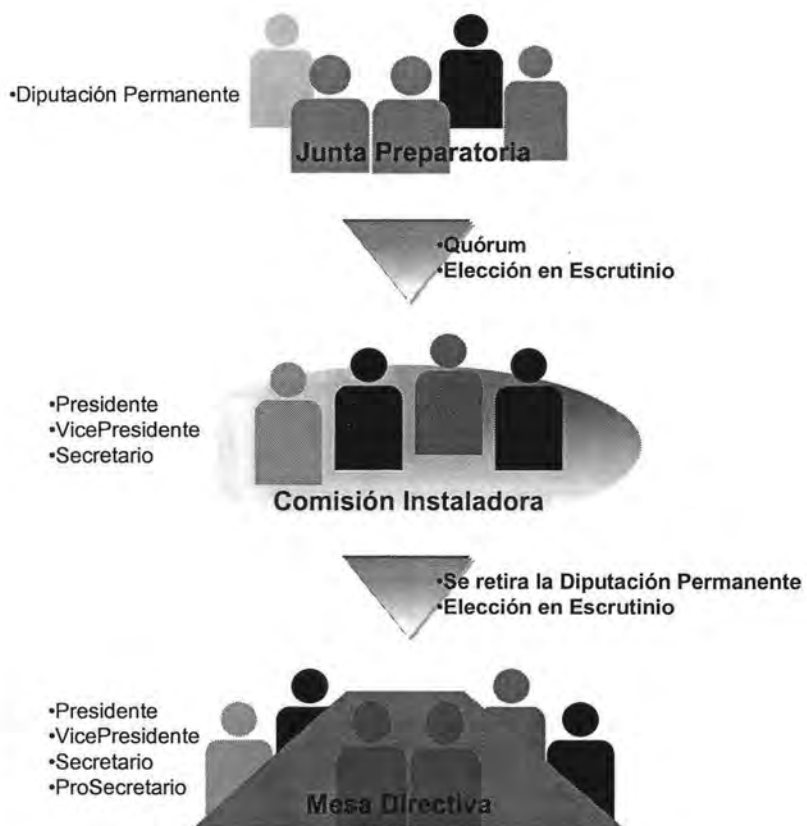 •Diputación Permanente
Junta Preparatoria
•Quórum
•Elección en Escrutinio
•Presidente
•VicePresidente
•Secretario
Comisión Instaladora
•Se retira la Diputación Permanente
•Elección en Escrutinio
•Presidente
•VicePresidente
•Secretario
•ProSecretario
Mesa Directiva